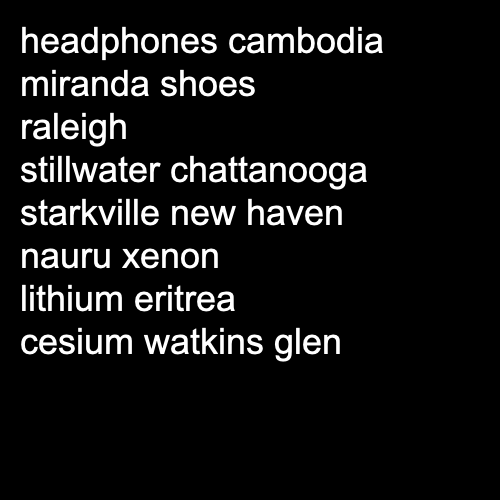 headphones cambodia
miranda shoes
raleigh
stillwater chattanooga
starkville new haven
nauru xenon
lithium eritrea
cesium watkins glen